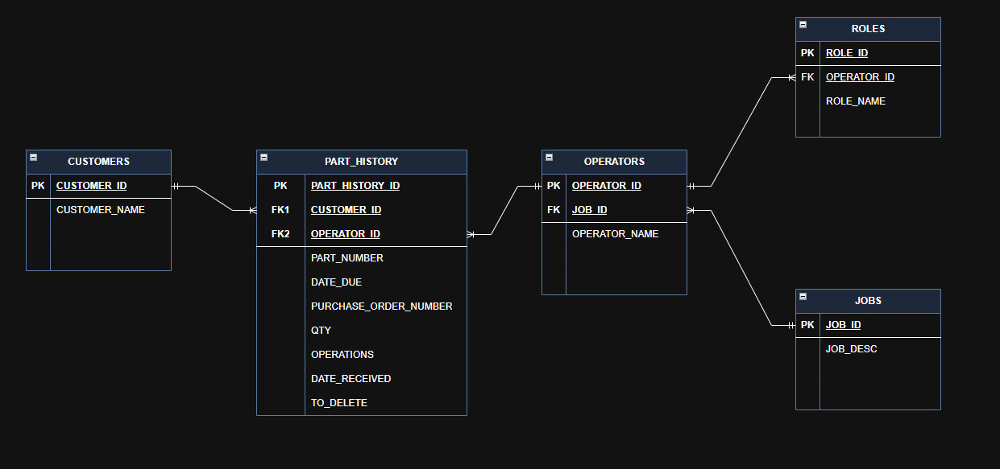 ROLES
PK ROLE_ID
FK OPERATOR_ID
ROLE_NAME
CUSTOMERS
PK CUSTOMER_ID
CUSTOMER_NAME
PART_HISTORY
PK PART_HISTORY_ID
FK1 CUSTOMER_ID
FK2 OPERATOR_ID
PART_NUMBER
DATE_DUE
PURCHASE_ORDER_NUMBER
QTY
OPERATIONS
DATE_RECEIVED
TO_DELETE
OPERATORS
PK OPERATOR_ID
FK JOB_ID
OPERATOR_NAME
JOBS
PK JOB_ID
JOB_DESC